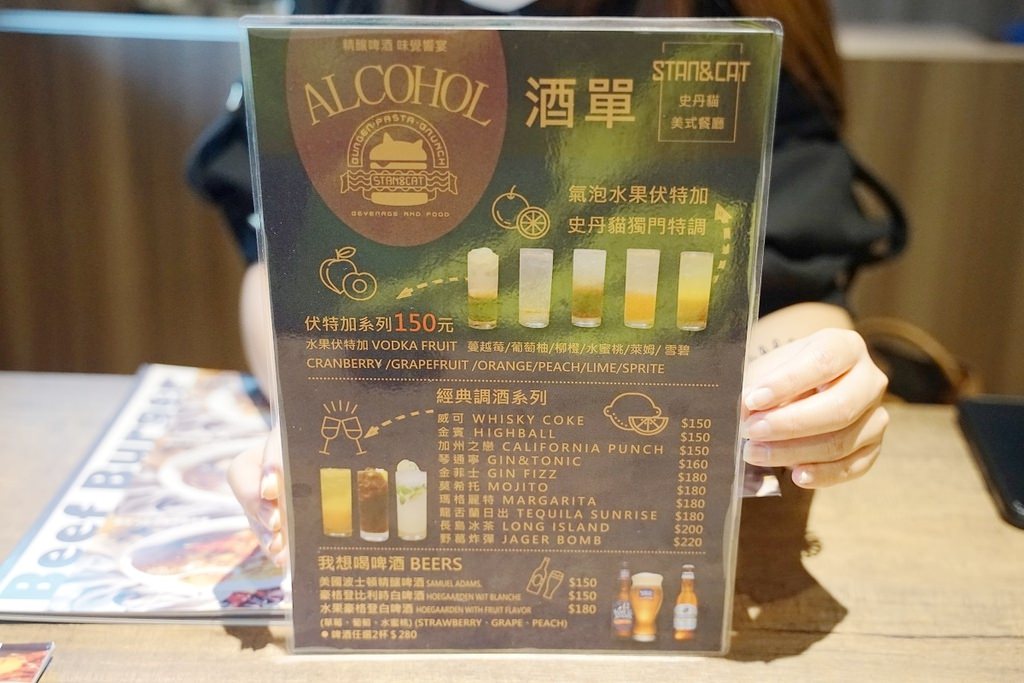 精釀啤酒 味覺饗宴
ALCOHOL
BURGER·PASTA·BRUNCH
STAN&CAT
BEVERAGE AND FOOD
酒單
STAN&CAT
史丹貓
美式餐廳
氣泡水果伏特加
史丹貓獨門特調
伏特加系列150元
水果伏特加 VODKA FRUIT 蔓越莓/葡萄柚/柳橙/水蜜桃/萊姆/ 雪碧
CRANBERRY /GRAPEFRUIT /ORANGE/PEACH/LIME/SPRITE
經典調酒系列
威可 WHISKY COKE $150
金賓 HIGHBALL $150
加州之戀 CALIFORNIA PUNCH $150
琴通寧 GIN&TONIC $160
金菲士 GIN FIZZ $180
莫希托 MOJITO $180
瑪格麗特 MARGARITA $180
龍舌蘭日出 TEQUILA SUNRISE $180
長島冰茶 LONG ISLAND $200
野葛炸彈 JAGER BOMB $220
我想喝啤酒 BEERS
美國波士頓精釀啤酒 SAMUEL ADAMS. $150
豪格登比利時白啤酒 HOEGAARDEN WIT BLANCHE $150
水果豪格登白啤酒 HOEGAARDEN WITH FRUIT FLAVOR $180
(草莓、葡萄、水蜜桃) (STRAWBERRY、GRAPE、PEACH)
● 啤酒任選2杯 $ 280
Beef Burger